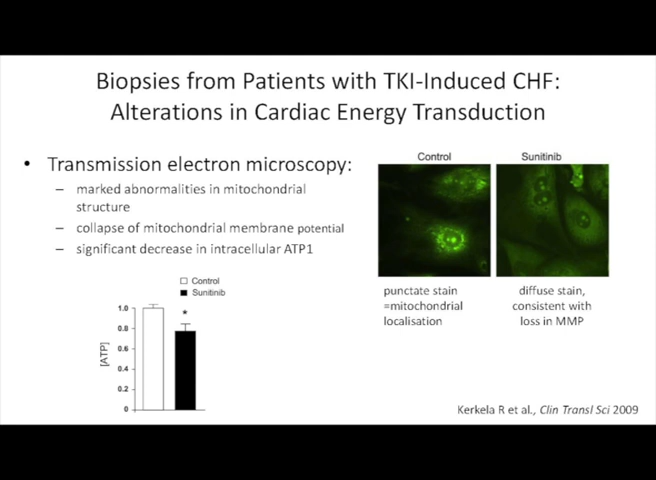 Biopsies from Patients with TKI-Induced CHF:
Alterations in Cardiac Energy Transduction
• Transmission electron microscopy:
– marked abnormalities in mitochondrial
structure
– collapse of mitochondrial membrane potential
– significant decrease in intracellular ATP1
Control
Sunitinib
punctate stain
=mitochondrial
localisation
diffuse stain,
consistent with
loss in MMP
Control
Sunitinib
[ATP]
1.0
0.8
0.6
0.4
0.2
0
*
Kerkela R et al., Clin Transl Sci 2009